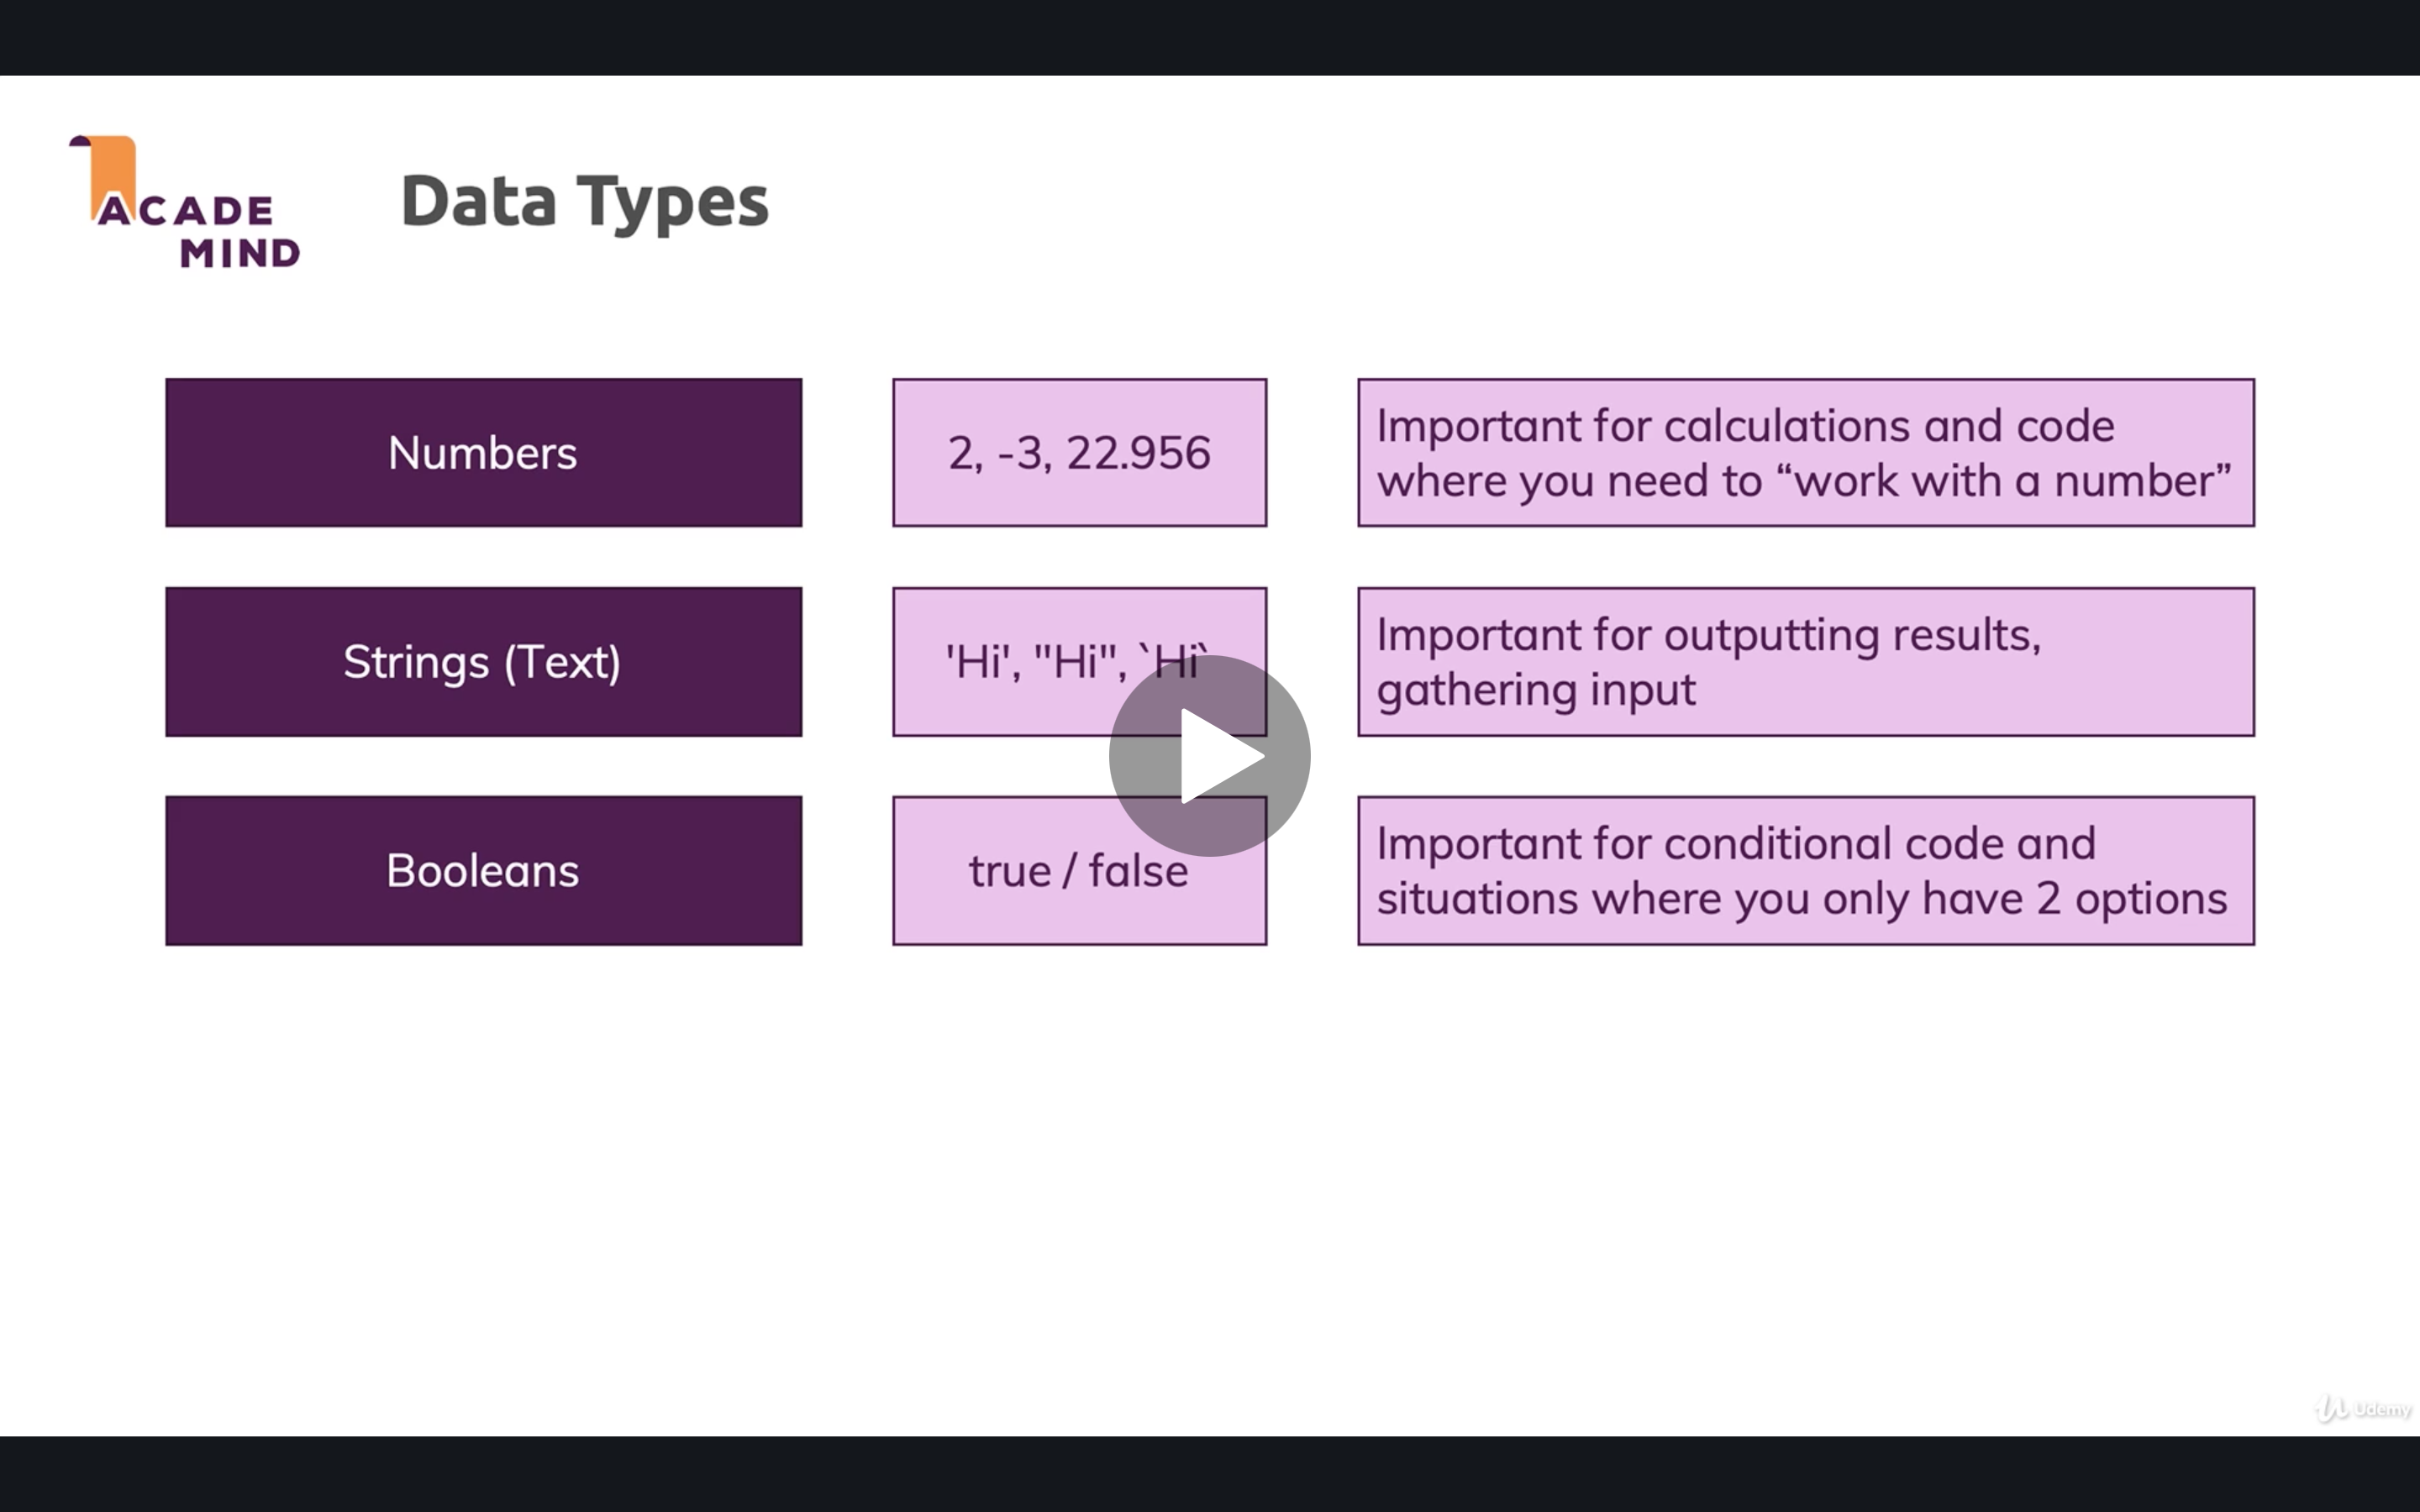 ACADE
MIND
Data Types
Numbers
2, -3, 22.956
Important for calculations and code
where you need to “work with a number”
Strings (Text)
'Hi', "Hi", `Hi`
Important for outputting results,
gathering input
Booleans
true / false
Important for conditional code and
situations where you only have 2 options
Udemy